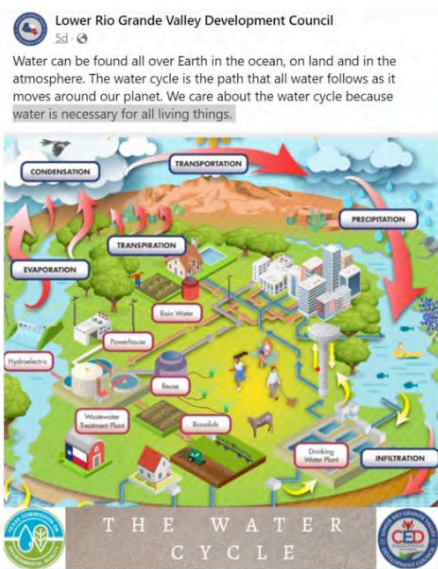 Lower Rio Grande Valley Development Council
5d
Water can be found all over Earth in the ocean, on land and in the
atmosphere. The water cycle is the path that all water follows as it
moves around our planet. We care about the water cycle because
water is necessary for all living things.
TRANSPORTATION
CONDENSATION
PRECIPITATION
TRANSPIRATION
EVAPORATION
Rain Water
Powerhouse
Hydroelectric
Reuse
Wastewater
Treatment Plant
Biosolids
Drinking
Water Plant
INFILTRATION
THE WATER
CYCLE
CED